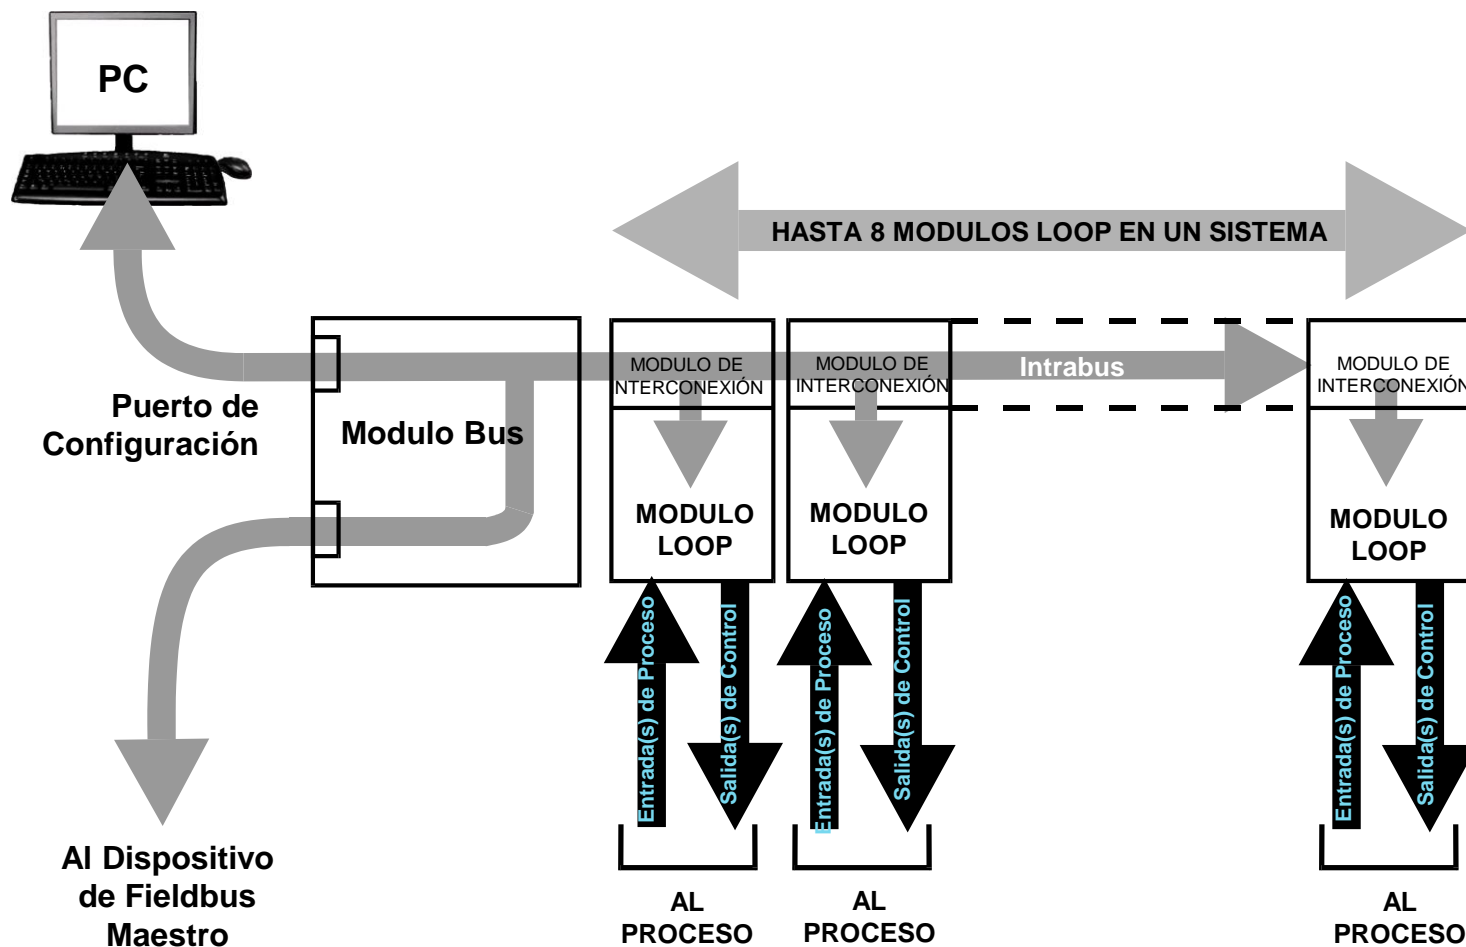 PC
HASTA 8 MODULOS LOOP EN UN SISTEMA
Puerto de
Configuración
Modulo Bus
MODULO DE
NTERCONEXIÓN
MODULO DE
INTERCONEXIÓN
Intrabus
MODULO DE
INTERCONEXIÓN
MODULO
LOOP
MODULO
LOOP
MODULO
LOOP
Entrada(s) de Proceso
Salida(s) de Control
Entrada(s) de Proceso
Salida(s) de Control
Entrada(s) de Proceso
Salida(s) de Control
Al Dispositivo
de Fieldbus
Maestro
AL
PROCESO
AL
PROCESO
AL
PROCESO